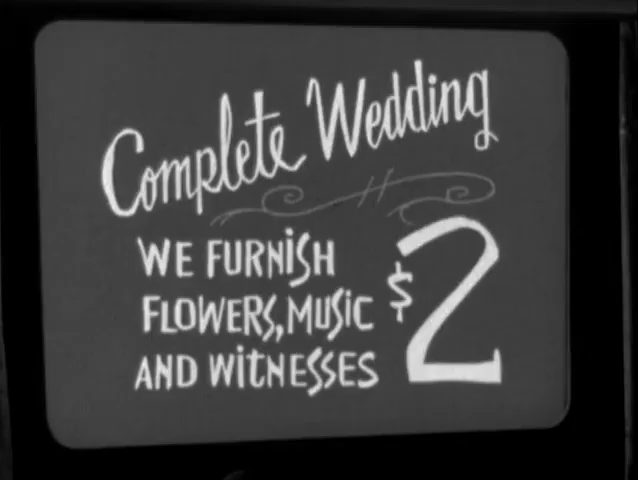 Complete Wedding
WE FURNISH
FLOWERS, MUSIC
AND WITNESSES
$2